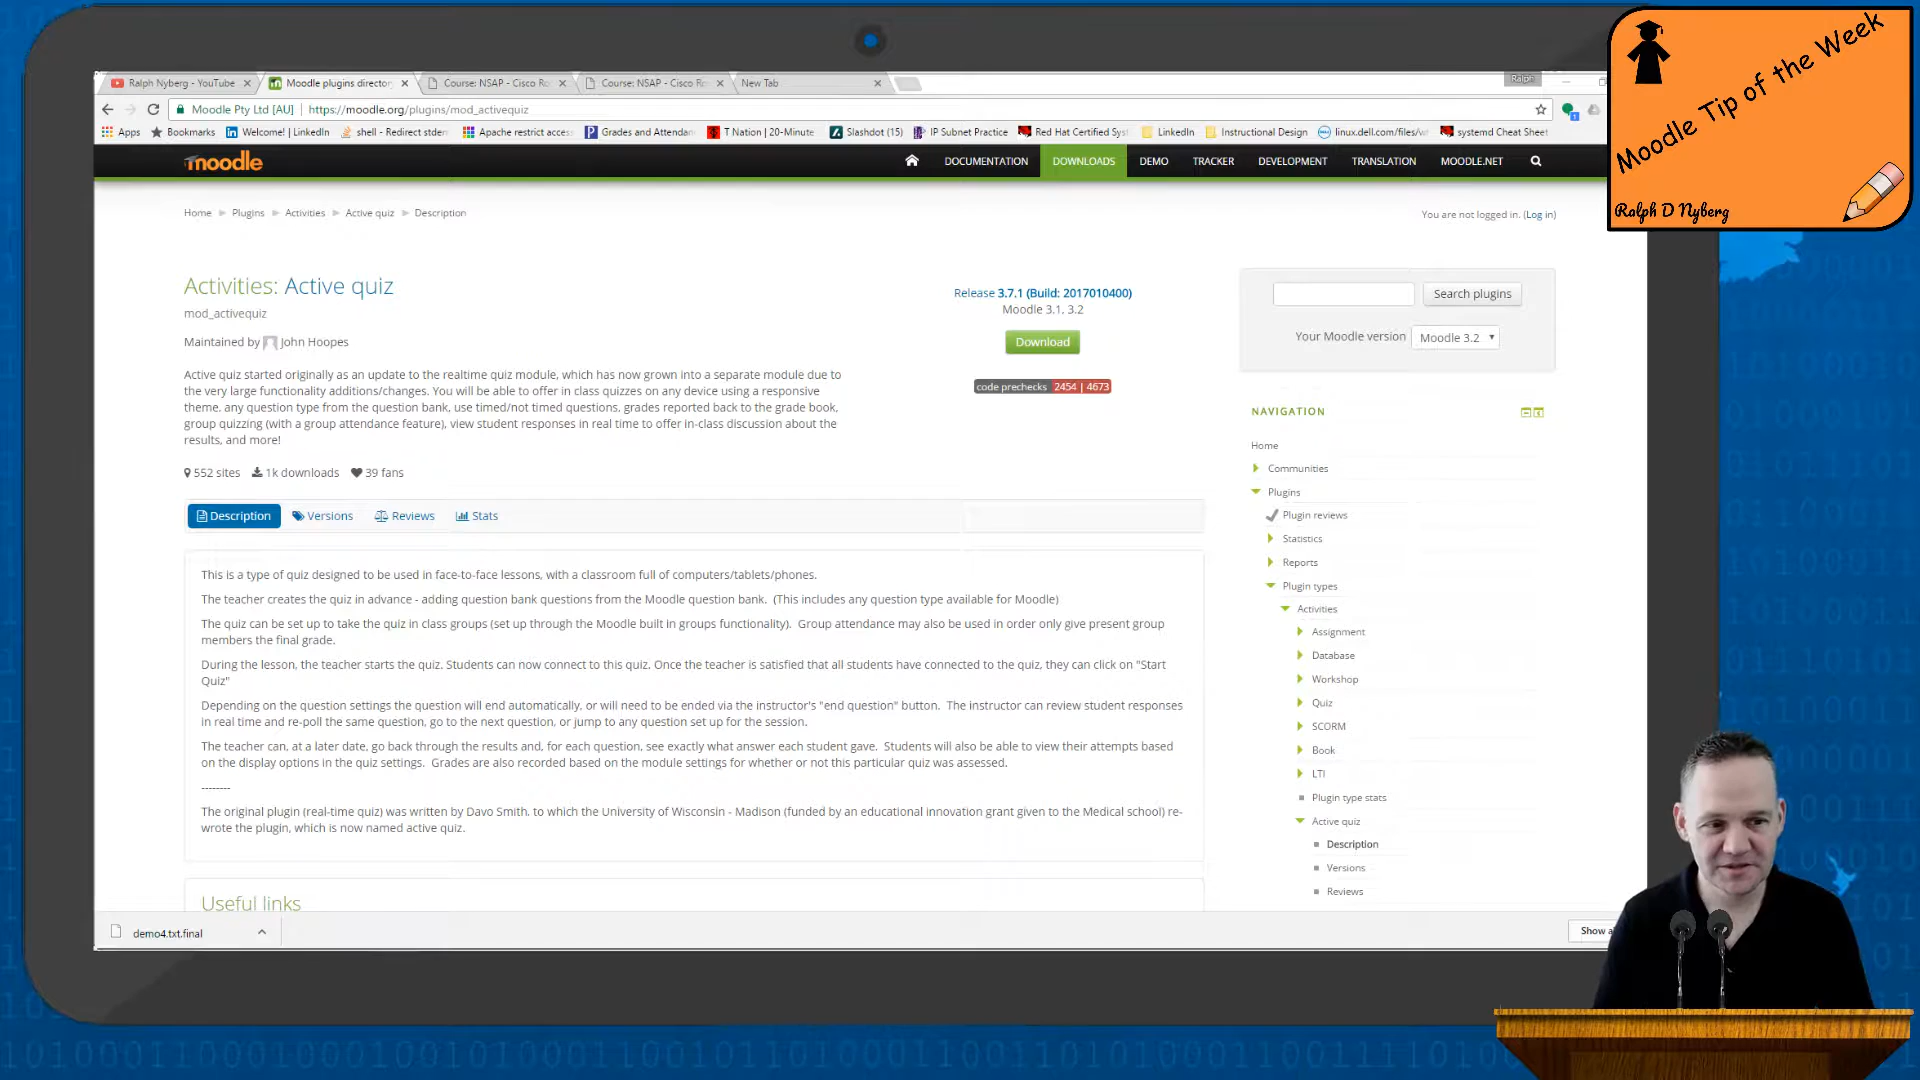 Ralph Nyberg - YouTube
Moodle plugins directory
Course: NSAP - Cisco Ro
Course: NSAP - Cisco Ro
New Tab
Ralph
Moodle Pty Ltd [AU]
https://moodle.org/plugins/mod_activequiz
Apps
Bookmarks
Welcome! | LinkedIn
shell - Redirect stderr
Apache restrict acces
Grades and Attendan
T Nation | 20-Minute
Slashdot (15)
IP Subnet Practice
Red Hat Certified Sys
LinkedIn
Instructional Design
linux.dell.com/files/w
systemd Cheat Sheet
moodle
DOCUMENTATION
DOWNLOADS
DEMO
TRACKER
DEVELOPMENT
TRANSLATION
MOODLE.NET
Moodle Tip of the Week
Ralph D Nyberg
Home
Plugins
Activities
Active quiz
Description
You are not logged in. (Log in)
Activities: Active quiz
mod_activequiz
Maintained by John Hoopes
Active quiz started originally as an update to the realtime quiz module, which has now grown into a separate module due to
the very large functionality additions/changes. You will be able to offer in class quizzes on any device using a responsive
theme, any question type from the question bank, use timed/not timed questions, grades reported back to the grade book,
group quizzing (with a group attendance feature), view student responses in real time to offer in-class discussion about the
results, and more!
552 sites
1k downloads
39 fans
Release 3.7.1 (Build: 2017010400)
Moodle 3.1, 3.2
Download
code prechecks 2454 | 4673
Search plugins
Your Moodle version
Moodle 3.2
Description
Versions
Reviews
Stats
This is a type of quiz designed to be used in face-to-face lessons, with a classroom full of computers/tablets/phones.
The teacher creates the quiz in advance - adding question bank questions from the Moodle question bank. (This includes any question type available for Moodle)
The quiz can be set up to take the quiz in class groups (set up through the Moodle built in groups functionality). Group attendance may also be used in order only give present group
members the final grade.
During the lesson, the teacher starts the quiz. Students can now connect to this quiz. Once the teacher is satisfied that all students have connected to the quiz, they can click on "Start
Quiz"
Depending on the question settings the question will end automatically, or will need to be ended via the instructor's "end question" button. The instructor can review student responses
in real time and re-poll the same question, go to the next question, or jump to any question set up for the session.
The teacher can, at a later date, go back through the results and, for each question, see exactly what answer each student gave. Students will also be able to view their attempts based
on the display options in the quiz settings. Grades are also recorded based on the module settings for whether or not this particular quiz was assessed.
--------
The original plugin (real-time quiz) was written by Davo Smith, to which the University of Wisconsin - Madison (funded by an educational innovation grant given to the Medical school) re-
wrote the plugin, which is now named active quiz.
Useful links
NAVIGATION
Home
Communities
Plugins
Plugin reviews
Statistics
Reports
Plugin types
Activities
Assignment
Database
Workshop
Quiz
SCORM
Book
LTI
Plugin type stats
Active quiz
Description
Versions
Reviews
demo4.txt.final
Show a